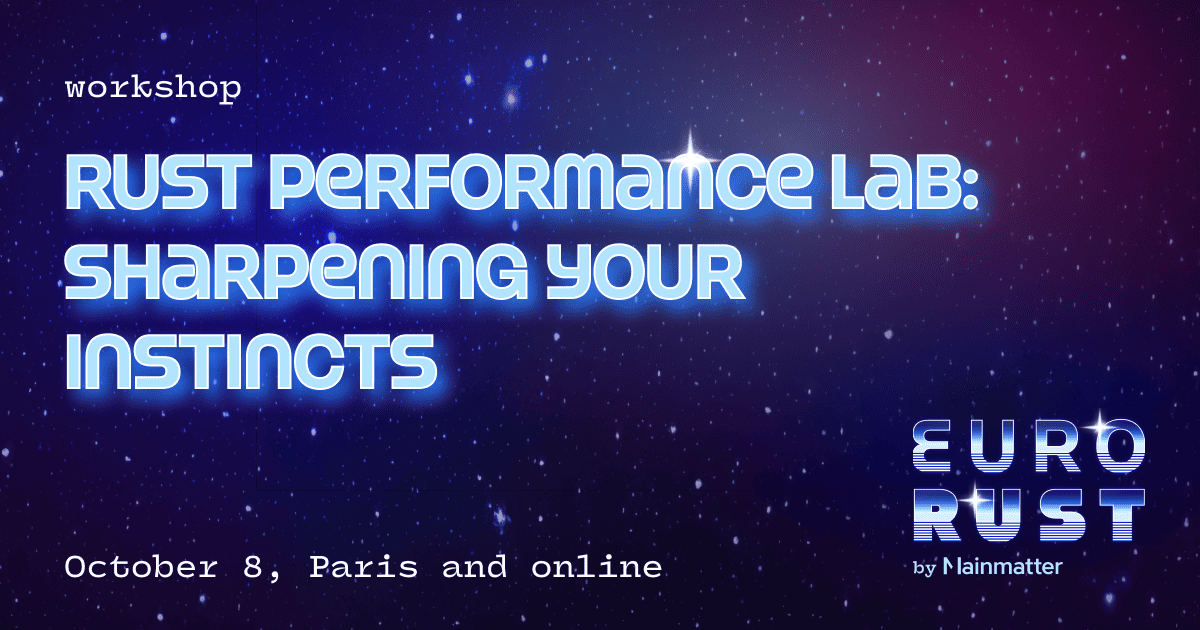 workshop
Rust Performance Lab:
Sharpening Your
Instincts
October 8, Paris and online
EURO
RUST
by Mainmatter